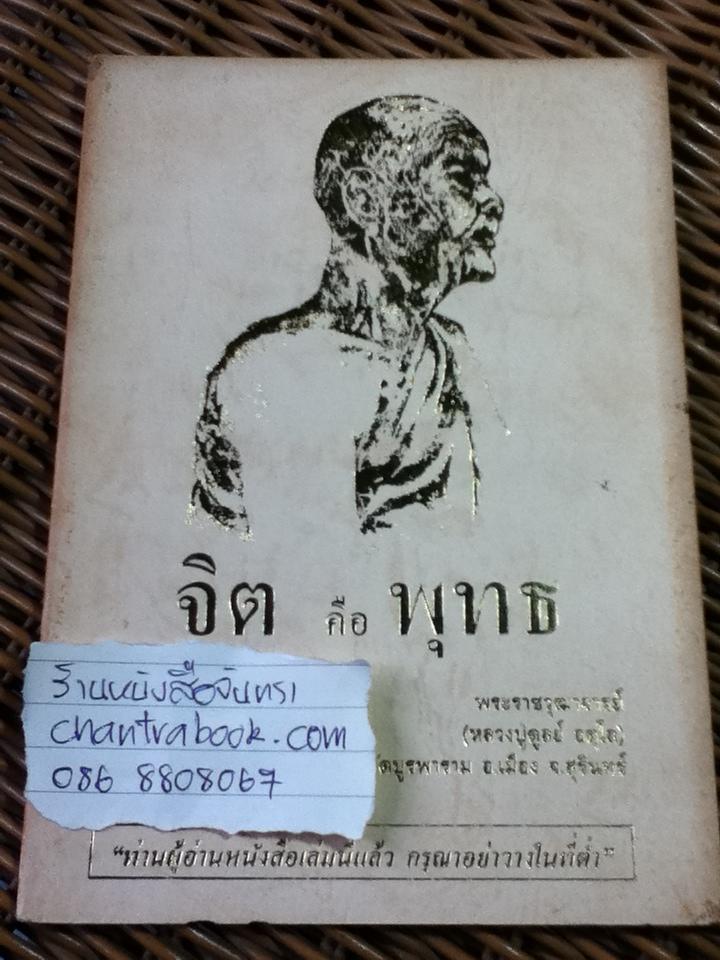 จิต คือ พุทธ
พระราชวุฒาจารย์
(หลวงปู่ดูลย์ อตุโล)
ดบูรพาราม อ.เมือง จ.สุรินทร์
ร้านหนังสือจันทรา
chantrabook.com
086 8808067
“ท่านผู้อ่านหนังสือเล่มนี้แล้ว กรุณาอย่าวางในที่ต่ำ”